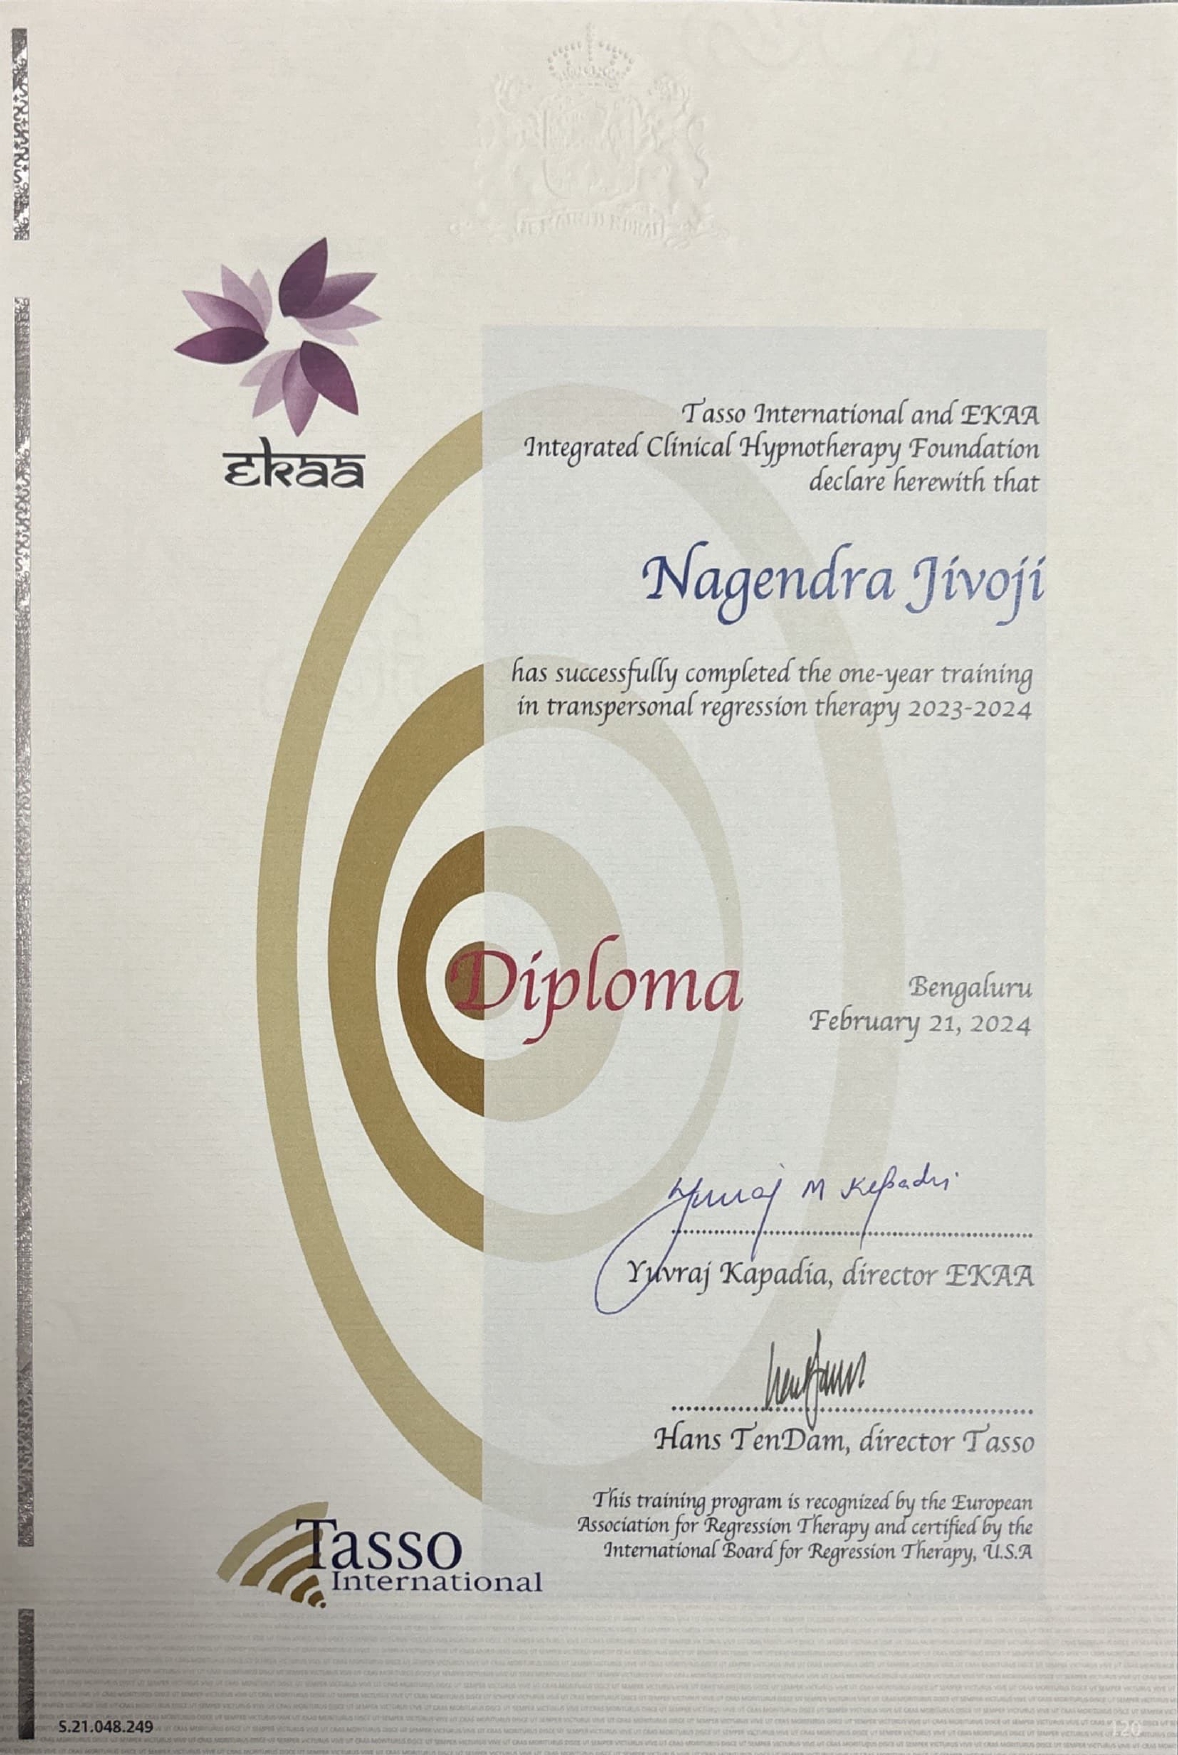 ekaa
Tasso International and EKAA
Integrated Clinical Hypnotherapy Foundation
declare herewith that
Nagendra Jivoji
has successfully completed the one-year training
in transpersonal regression therapy 2023-2024
Diploma
Bengaluru
February 21, 2024
Yuvraj M Kapadia
Yuvraj Kapadia, director EKAA
Hans TenDam, director Tasso
This training program is recognized by the European
Association for Regression Therapy and certified by the
International Board for Regression Therapy, U.S.A
Tasso
International
S.21.048.249
120